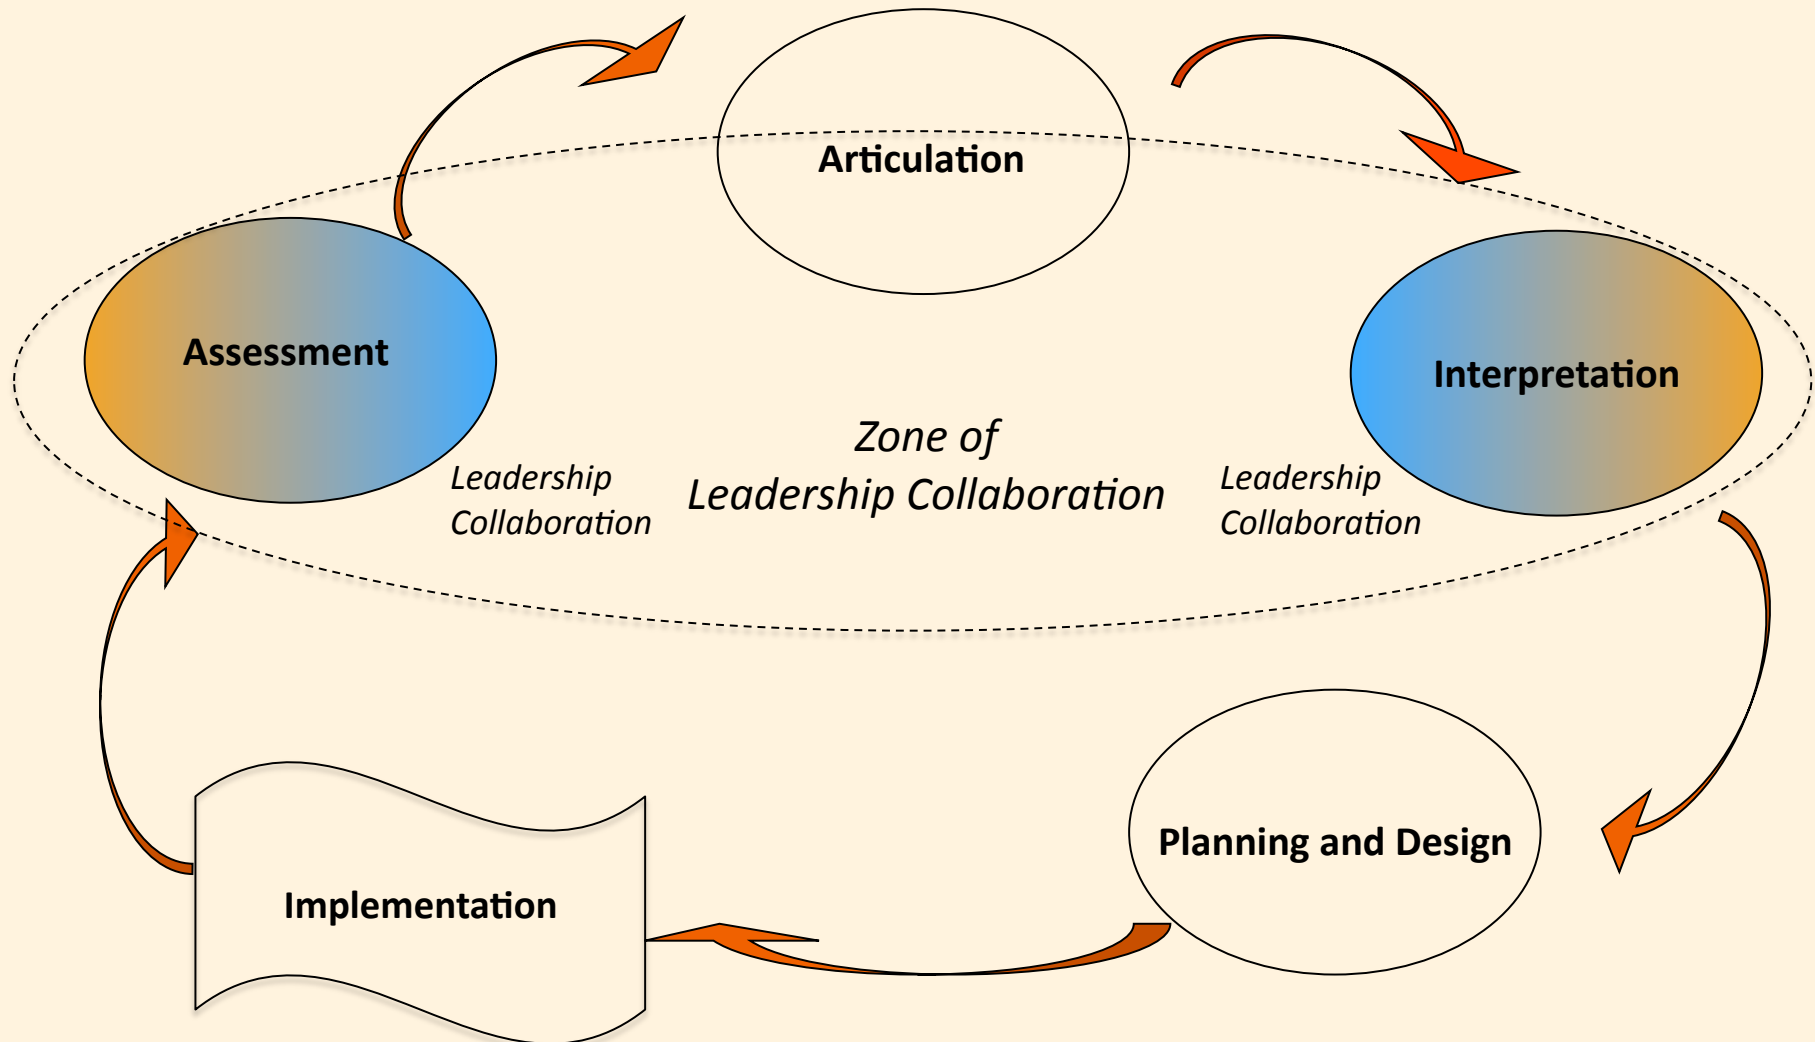 Articulation
Assessment
Interpretation
Zone of
Leadership Collaboration
Leadership
Collaboration
Leadership
Collaboration
Planning and Design
Implementation